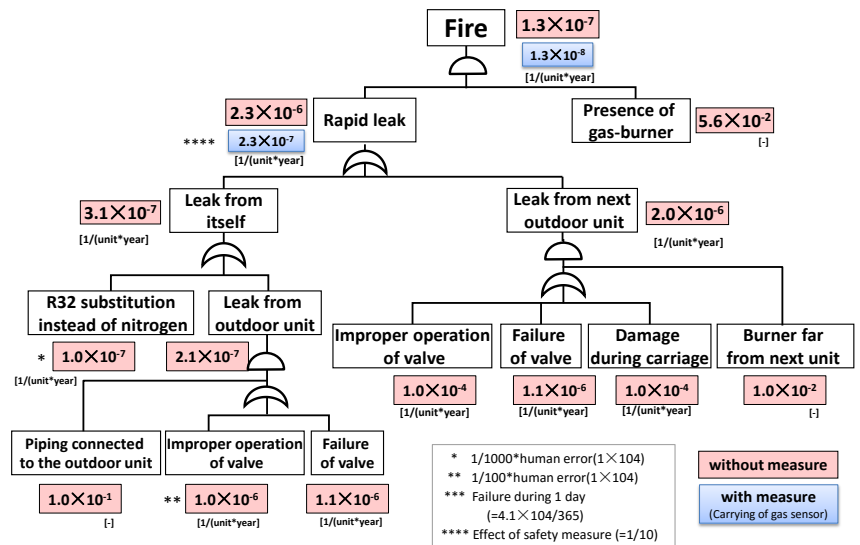 Fire
1.3×10⁻⁷
1.3×10⁻⁸
[1/(unit*year]
Rapid leak
2.3×10⁻⁶
**** 2.3×10⁻⁷
[1/(unit*year]
Presence of
gas-burner
5.6×10⁻²
[-]
Leak from
itself
3.1×10⁻⁷
[1/(unit*year]
Leak from next
outdoor unit
2.0×10⁻⁶
[1/(unit*year]
R32 substitution
instead of nitrogen
* 1.0×10⁻⁷
[1/(unit*year]
Leak from
outdoor unit
2.1×10⁻⁷
Improper operation
of valve
1.0×10⁻⁴
[1/(unit*year]
Failure
of valve
1.1×10⁻⁶
[1/(unit*year]
Damage
during carriage
1.0×10⁻⁴
[1/(unit*year]
Burner far
from next unit
1.0×10⁻²
[-]
Piping connected
to the outdoor unit
1.0×10⁻¹
[-]
Improper operation
of valve
** 1.0×10⁻⁶
[1/(unit*year]
Failure
of valve
1.1×10⁻⁶
[1/(unit*year]
* 1/1000*human error(1×104)
** 1/100*human error(1×104)
*** Failure during 1 day
(=4.1×104/365)
**** Effect of safety measure (=1/10)
without measure
with measure
(Carrying of gas sensor)